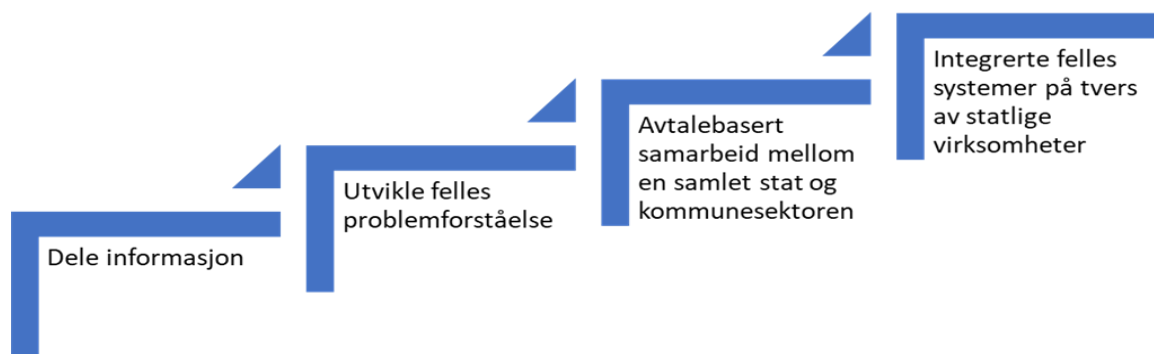 Dele informasjon
Utvikle felles
problemforståelse
Avtalebasert
samarbeid mellom
en samlet stat og
kommunesektoren
Integrerte felles
systemer på tvers
av statlige
virksomheter